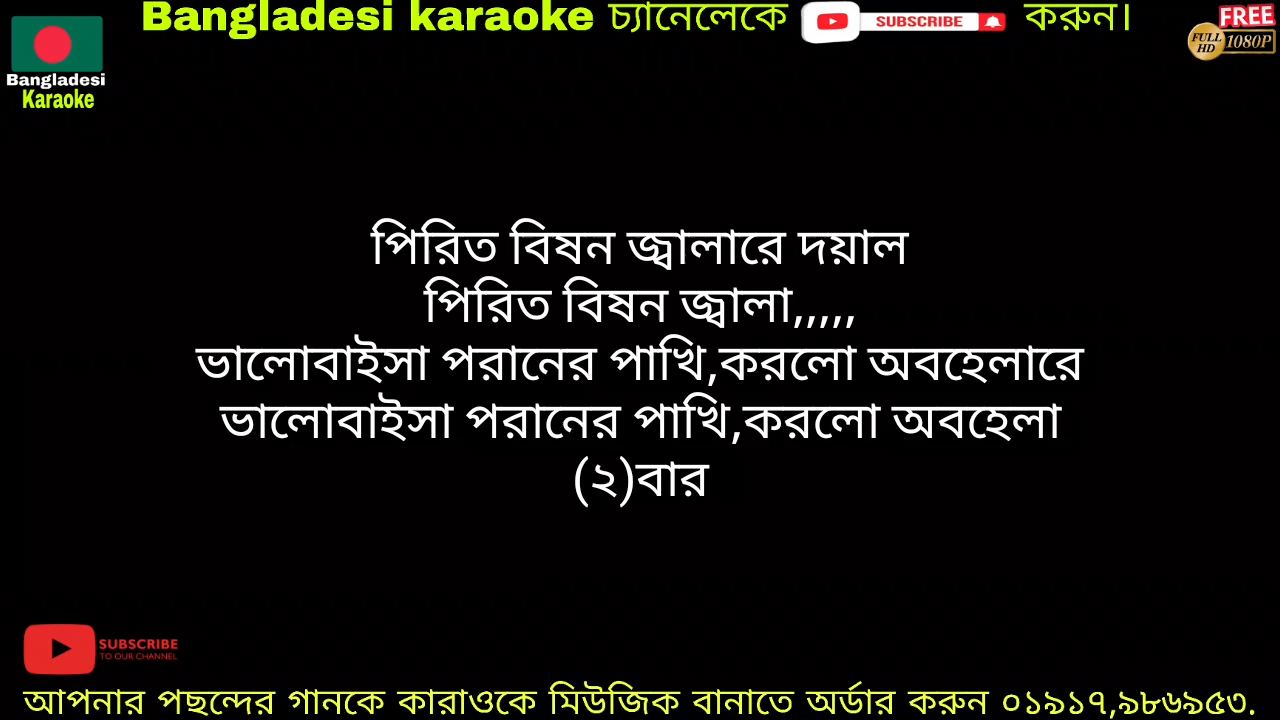 Bangladesi karaoke চ্যানেলেকে SUBSCRIBE করুন।
FREE
FULL HD 1080P
Bangladesi
Karaoke
পিরিত বিষন জ্বালারে দয়াল
পিরিত বিষন জ্বালা,,,,,
ভালোবাইসা পরানের পাখি,করলো অবহেলারে
ভালোবাইসা পরানের পাখি,করলো অবহেলা
(২)বার
SUBSCRIBE
TO OUR CHANNEL
আপনার পছন্দের গানকে কারাওকে মিউজিক বানাতে অর্ডার করুন ০১৯১৭,৯৮৬৯৫৩.